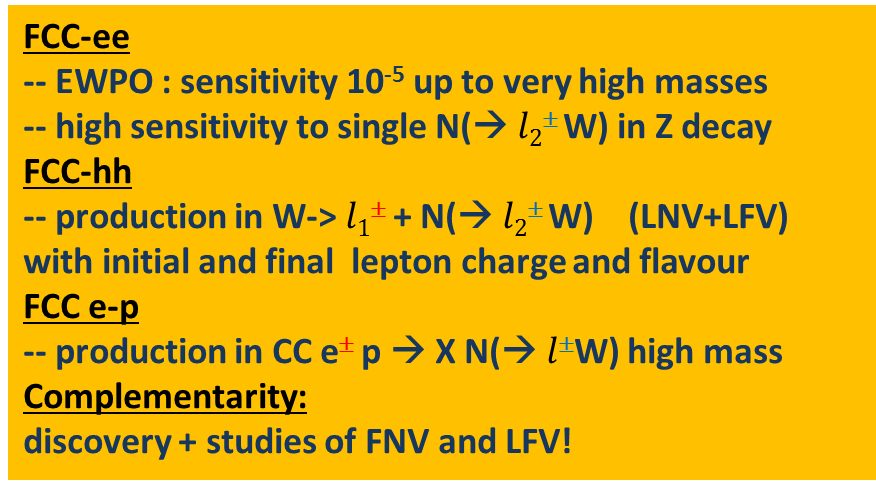 FCC-ee
-- EWPO : sensitivity 10⁻⁵ up to very high masses
-- high sensitivity to single N(→ l₂± W) in Z decay
FCC-hh
-- production in W-> l₁± + N(→ l₂± W) (LNV+LFV)
with initial and final lepton charge and flavour
FCC e-p
-- production in CC e± p → X N(→ l±W) high mass
Complementarity:
discovery + studies of FNV and LFV!